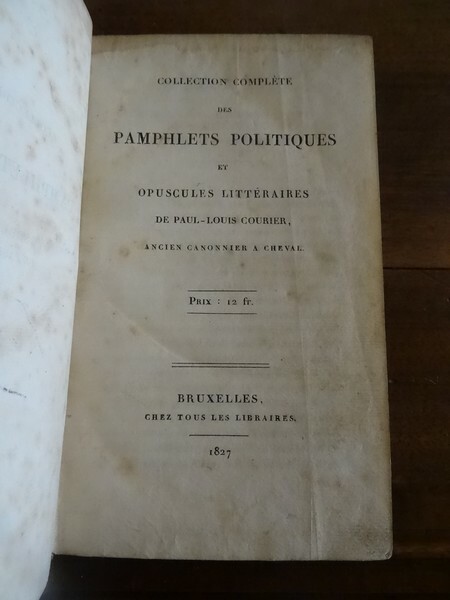 COLLECTION COMPLÈTE
DES
PAMPHLETS POLITIQUES
ET
OPUSCULES LITTÉRAIRES
DE PAUL-LOUIS COURIER,
ANCIEN CANONNIER A CHEVAL.
PRIX : 12 fr.
BRUXELLES,
CHEZ TOUS LES LIBRAIRES.
1827